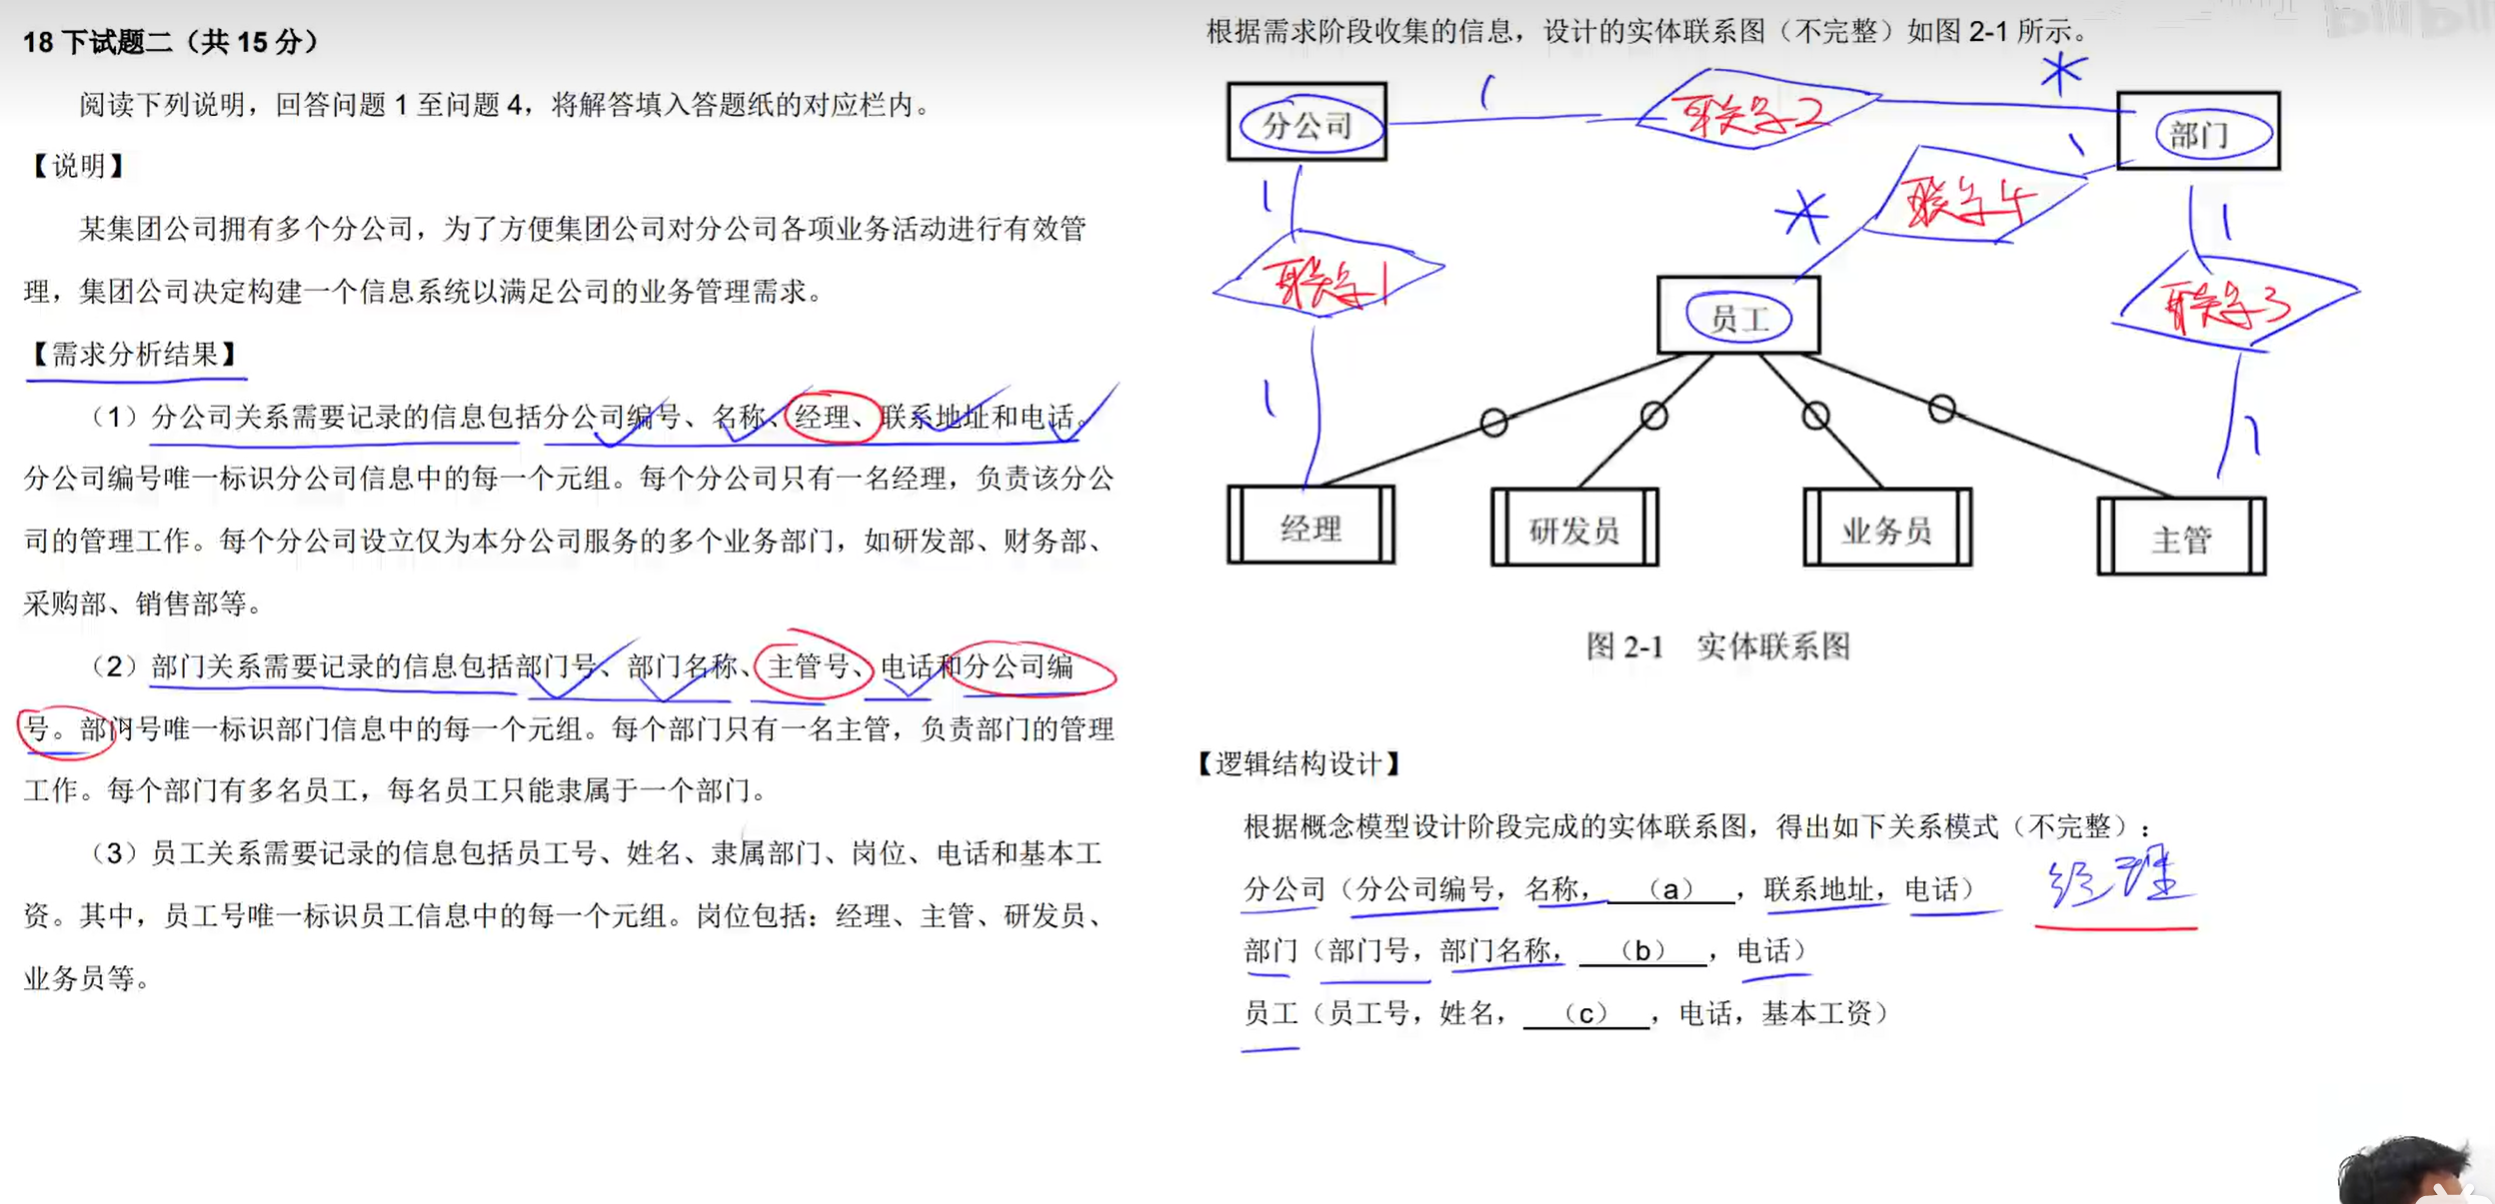 18 下试题二（共 15 分）
阅读下列说明，回答问题 1 至问题 4，将解答填入答题纸的对应栏内。
【说明】
某集团公司拥有多个分公司，为了方便集团公司对分公司各项业务活动进行有效管
理，集团公司决定构建一个信息系统以满足公司的业务管理需求。
【需求分析结果】
（1）分公司关系需要记录的信息包括分公司编号、名称、经理、联系地址和电话。
分公司编号唯一标识分公司信息中的每一个元组。每个分公司只有一名经理，负责该分公
司的管理工作。每个分公司设立仅为本分公司服务的多个业务部门，如研发部、财务部、
采购部、销售部等。
（2）部门关系需要记录的信息包括部门号、部门名称、主管号、电话和分公司编
号。部门号唯一标识部门信息中的每一个元组。每个部门只有一名主管，负责部门的管理
工作。每个部门有多名员工，每名员工只能隶属于一个部门。
（3）员工关系需要记录的信息包括员工号、姓名、隶属部门、岗位、电话和基本工
资。其中，员工号唯一标识员工信息中的每一个元组。岗位包括：经理、主管、研发员、
业务员等。
根据需求阶段收集的信息，设计的实体联系图（不完整）如图 2-1 所示。
1 *
分公司 联系2 部门
1 * 联系4 1 1
联系1 员工 联系3
1 1
经理 研发员 业务员 主管
图 2-1 实体联系图
【逻辑结构设计】
根据概念模型设计阶段完成的实体联系图，得出如下关系模式（不完整）：
分公司（分公司编号，名称，（a），联系地址，电话） 经理
部门（部门号，部门名称，（b），电话）
员工（员工号，姓名，（c），电话，基本工资）